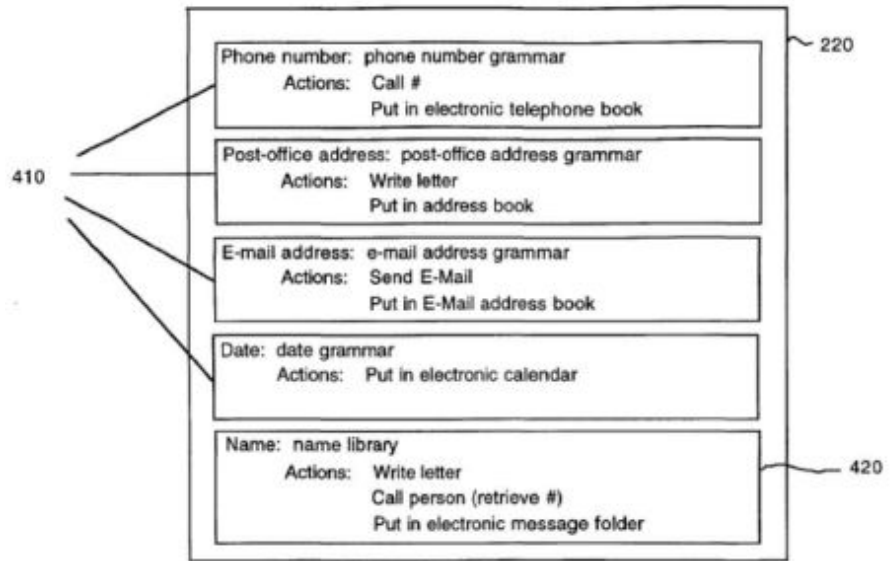 220
Phone number: phone number grammar
Actions: Call #
Put in electronic telephone book
Post-office address: post-office address grammar
410
Actions: Write letter
Put in address book
E-mail address: e-mail address grammar
Actions: Send E-Mail
Put in E-Mail address book
Date: date grammar
Actions: Put in electronic calendar
Name: name library
Actions: Write letter
420
Call person (retrieve #)
Put in electronic message folder